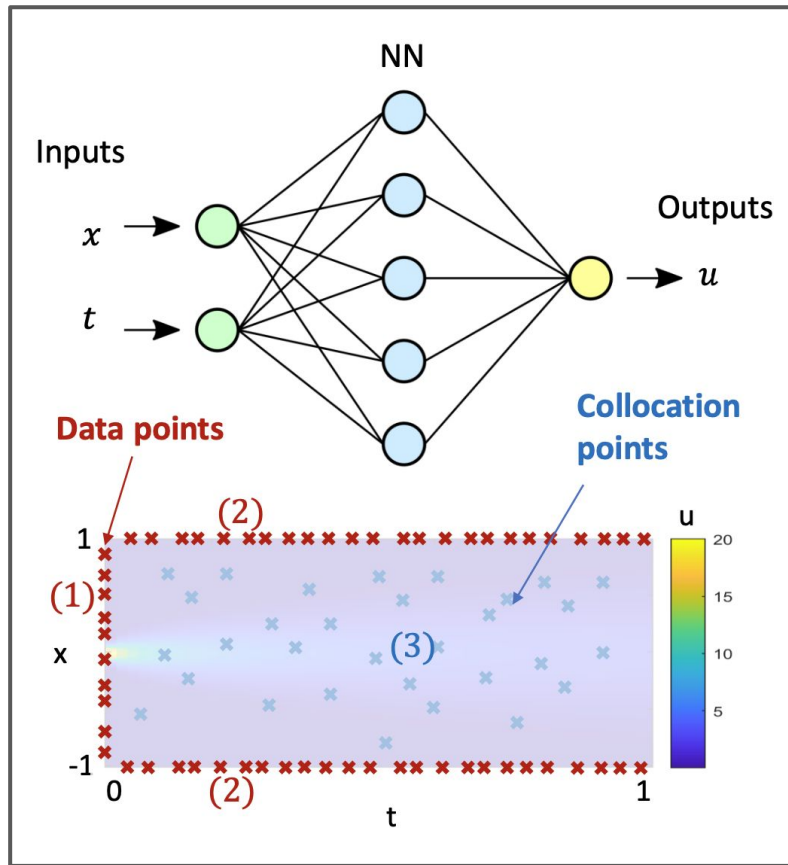 NN
Inputs
x
t
Outputs
u
Data points
Collocation
points
(2)
u
1
20
(1)
15
x
(3)
10
5
-1
0
(2)
1
t